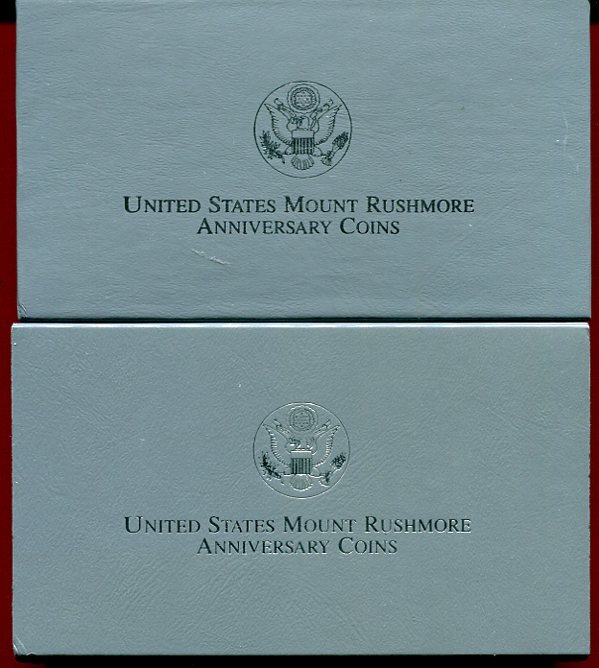 United States Mount Rushmore
Anniversary Coins
United States Mount Rushmore
Anniversary Coins